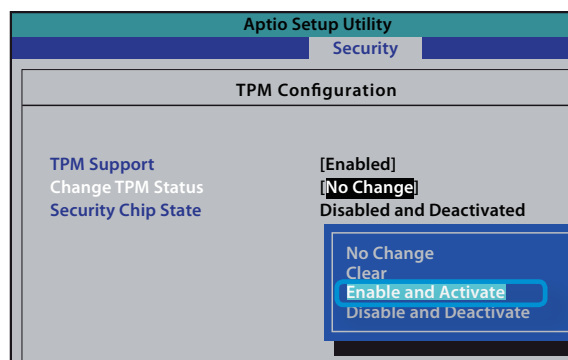 Aptio Setup Utility
Security
TPM Configuration
TPM Support [Enabled]
Change TPM Status [No Change]
Security Chip State Disabled and Deactivated
No Change
Clear
Enable and Activate
Disable and Deactivate